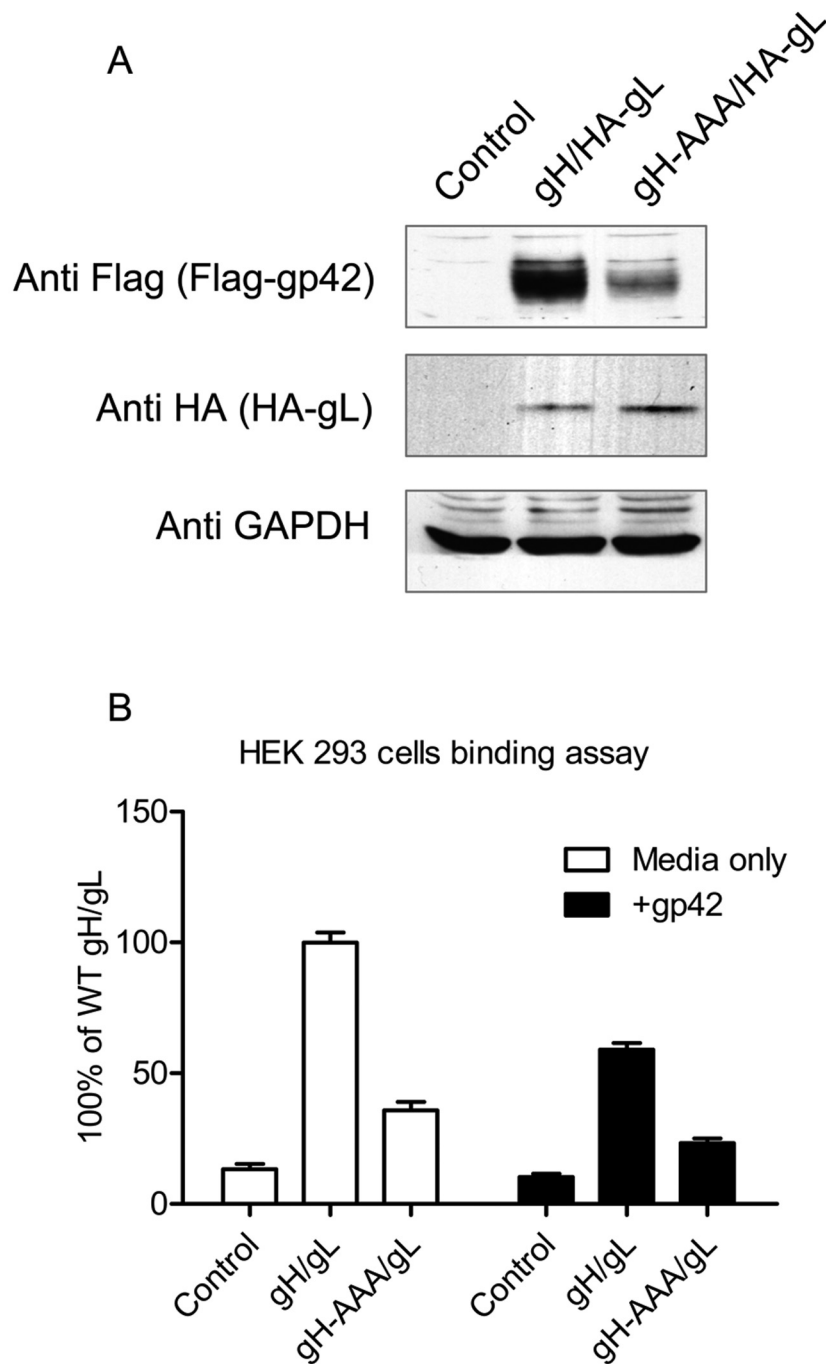 A
Control
gH/HA-gL
gH-AAA/HA-gL
Anti Flag (Flag-gp42)
Anti HA (HA-gL)
Anti GAPDH
B
HEK 293 cells binding assay
150
100
50
0
100% of WT gH/gL
Media only
+gp42
Control
gH/gL
gH-AAA/gL
Control
gH/gL
gH-AAA/gL